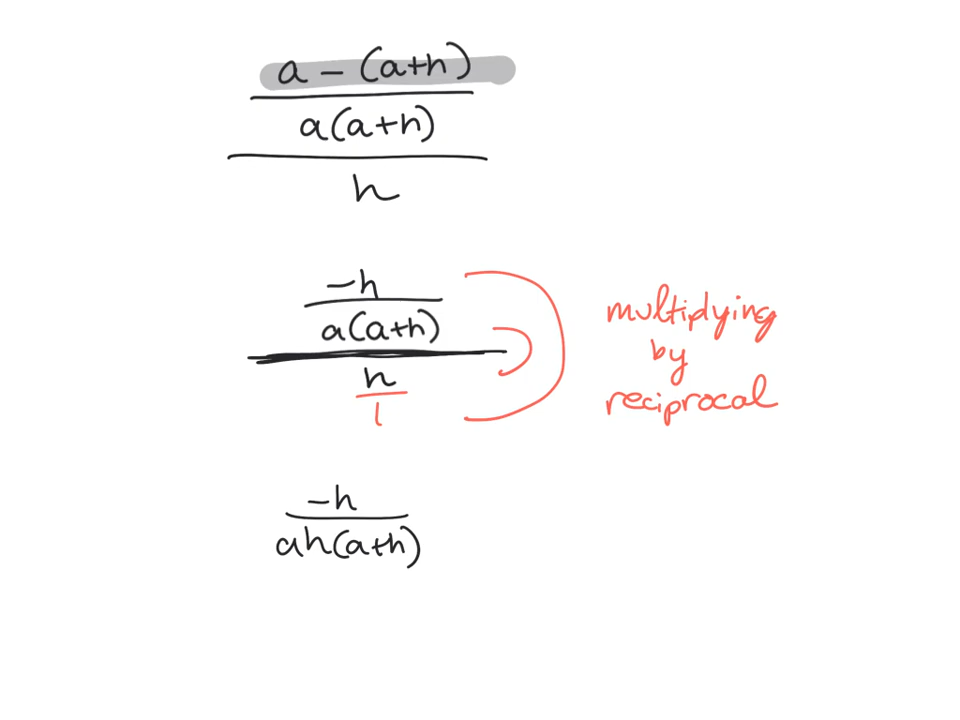 a - (a+h)
a(a+h)
h
-h
a(a+h)
h
1
multiplying
by
reciprocal
-h
ah(a+h)